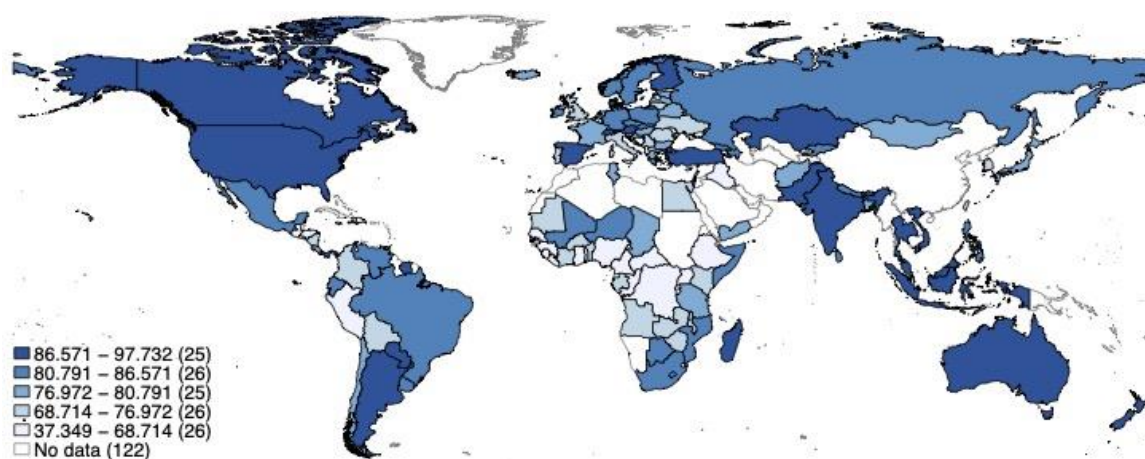 86.571 – 97.732 (25)
80.791 – 86.571 (26)
76.972 – 80.791 (25)
68.714 – 76.972 (26)
37.349 – 68.714 (26)
No data (122)